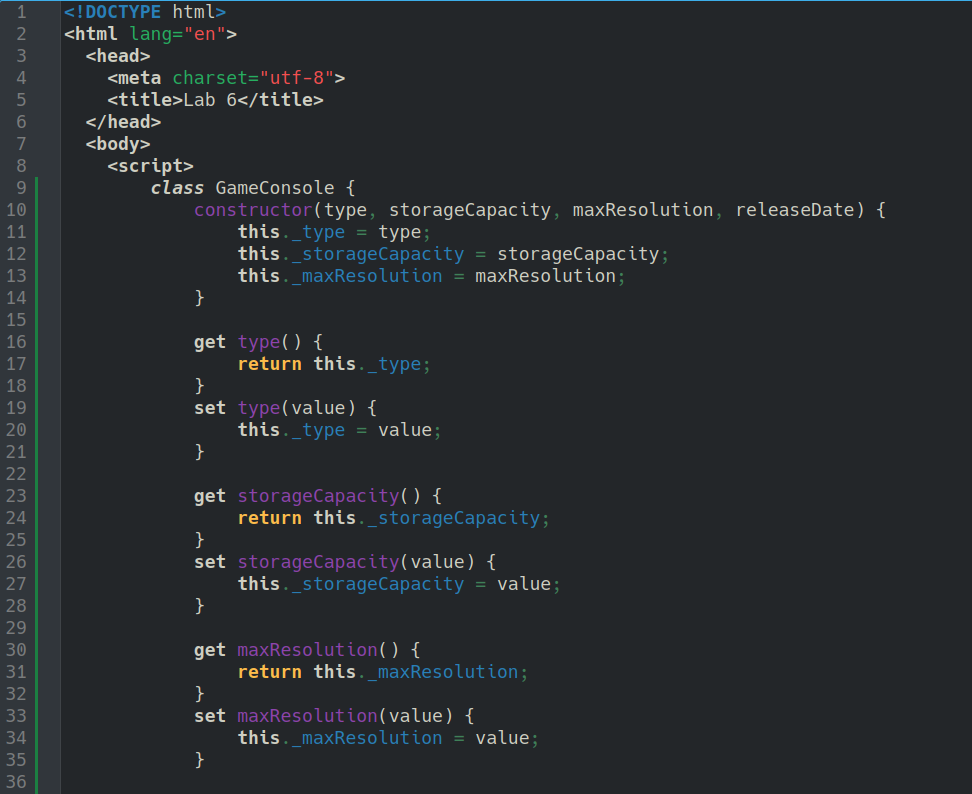 1 <!DOCTYPE html>
2 <html lang="en">
3   <head>
4     <meta charset="utf-8">
5     <title>Lab 6</title>
6   </head>
7   <body>
8     <script>
9         class GameConsole {
10             constructor(type, storageCapacity, maxResolution, releaseDate) {
11                 this._type = type;
12                 this._storageCapacity = storageCapacity;
13                 this._maxResolution = maxResolution;
14             }
15
16             get type() {
17                 return this._type;
18             }
19             set type(value) {
20                 this._type = value;
21             }
22
23             get storageCapacity() {
24                 return this._storageCapacity;
25             }
26             set storageCapacity(value) {
27                 this._storageCapacity = value;
28             }
29
30             get maxResolution() {
31                 return this._maxResolution;
32             }
33             set maxResolution(value) {
34                 this._maxResolution = value;
35             }
36